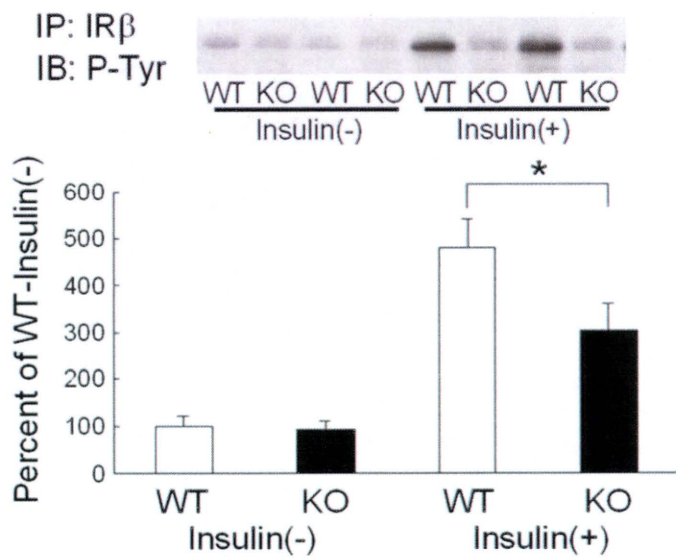 IP: IRβ
IB: P-Tyr
WT KO WT KO WT KO WT KO
Insulin(-) Insulin(+)
Percent of WT-Insulin(-)
600
500
400
300
200
100
0
*
WT KO WT KO
Insulin(-) Insulin(+)